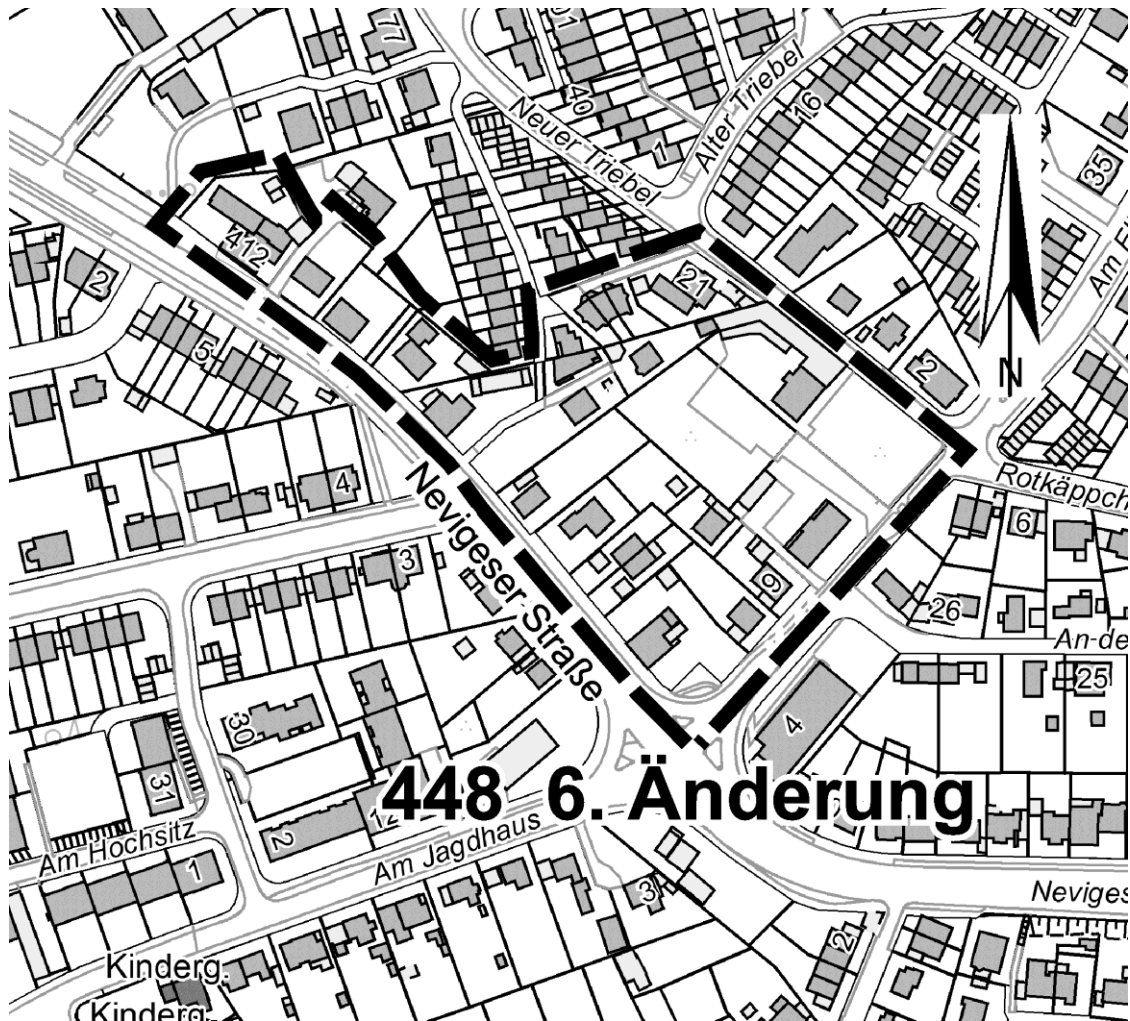 77
40
Neuer Triebel
1
Alter Triebel
16
35
Am
412
2
21
2
N
5
4
Nevigeser Straße
Rotkäppch
3
6
9
26
An-de
25
30
4
31
448 6. Änderung
2
12
Am Hochsitz
1
Am Jagdhaus
3
Neviges
21
Kinderg.
Kinderg.